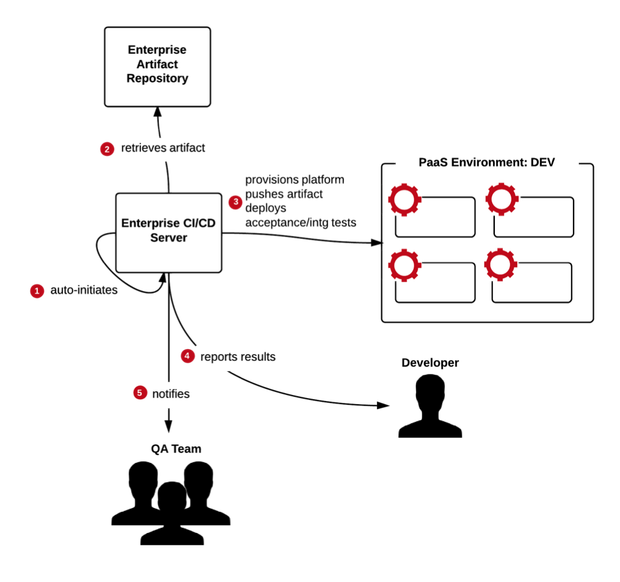 Enterprise
Artifact
Repository
2 retrieves artifact
Enterprise CI/CD
Server
1 auto-initiates
3 provisions platform
pushes artifact
deploys
acceptance/intg tests
PaaS Environment: DEV
4 reports results
5 notifies
Developer
QA Team